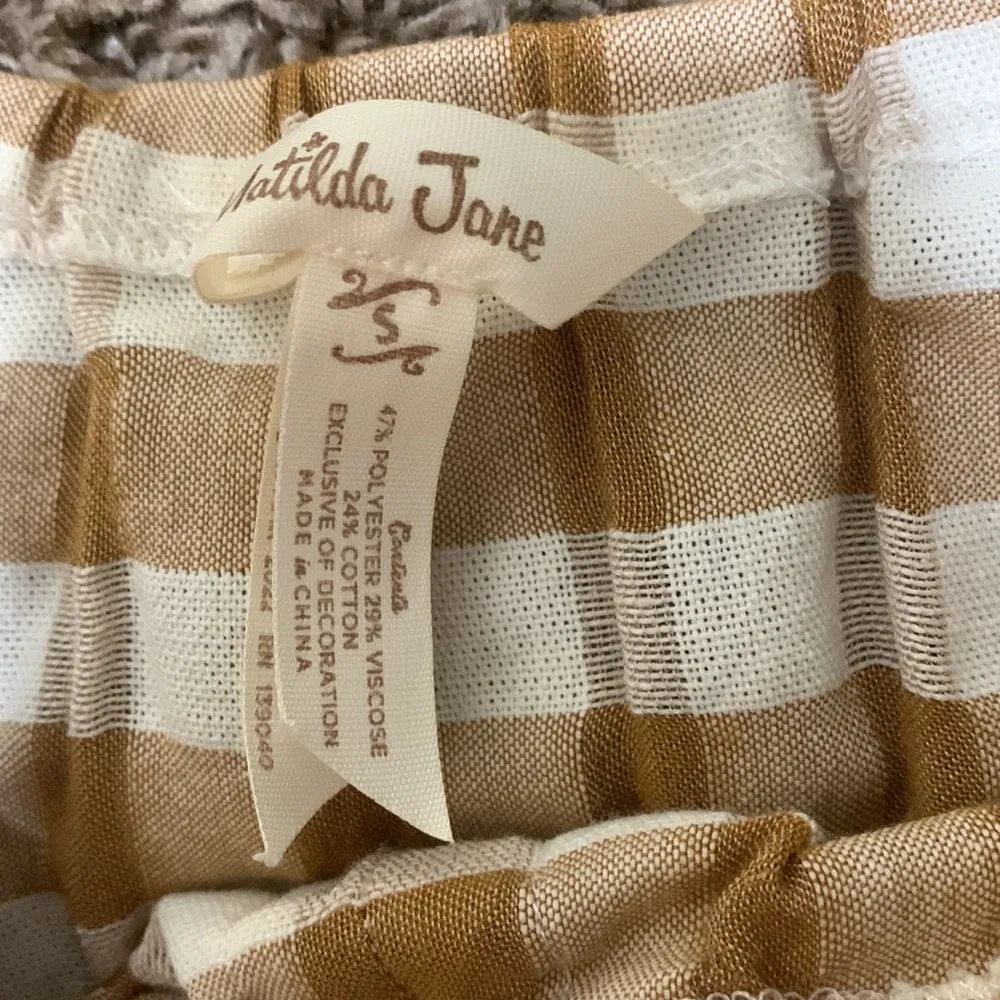 Matilda Jane
S
Contents
47% POLYESTER 29% VISCOSE
24% COTTON
EXCLUSIVE OF DECORATION
MADE in CHINA
RN 139040